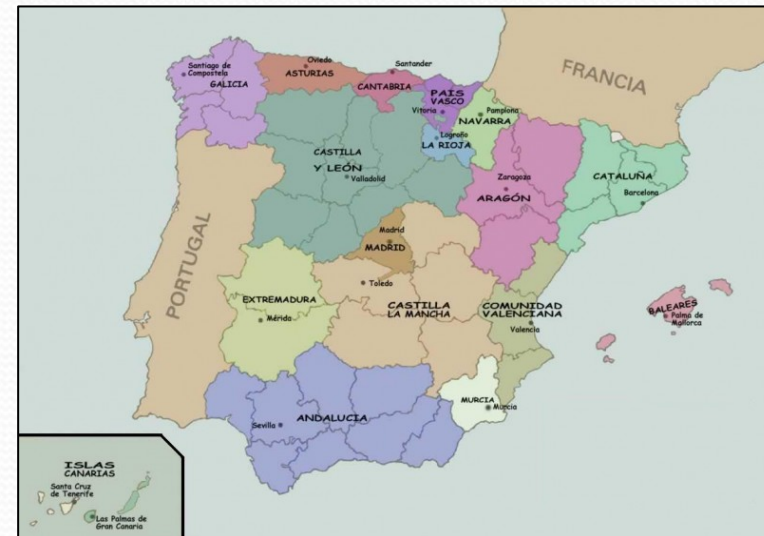 FRANCIA
PORTUGAL
Santiago de
Compostela
GALICIA
Oviedo
ASTURIAS
Santander
CANTABRIA
PAIS
VASCO
Vitoria
Pamplona
NAVARRA
Logroño
LA RIOJA
CASTILLA
Y LEÓN
Valladolid
Zaragoza
ARAGÓN
CATALUÑA
Barcelona
Madrid
MADRID
Toledo
CASTILLA
LA MANCHA
EXTREMADURA
Mérida
COMUNIDAD
VALENCIANA
Valencia
BALEARES
Palma de
Mallorca
MURCIA
Murcia
Sevilla
ANDALUCIA
ISLAS
CANARIAS
Santa Cruz
de Tenerife
Las Palmas de
Gran Canaria